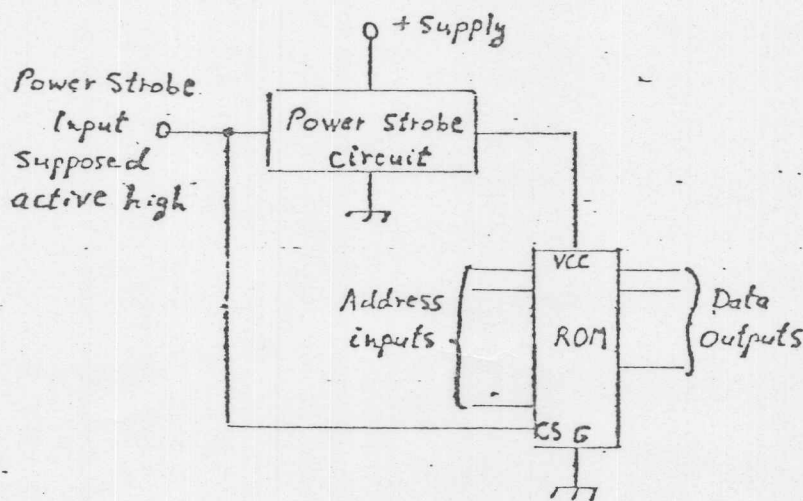 + Supply
Power Strobe
Input
Supposed
active high
Power Strobe
Circuit
VCC
Address
inputs
ROM
Data
Outputs
CS G